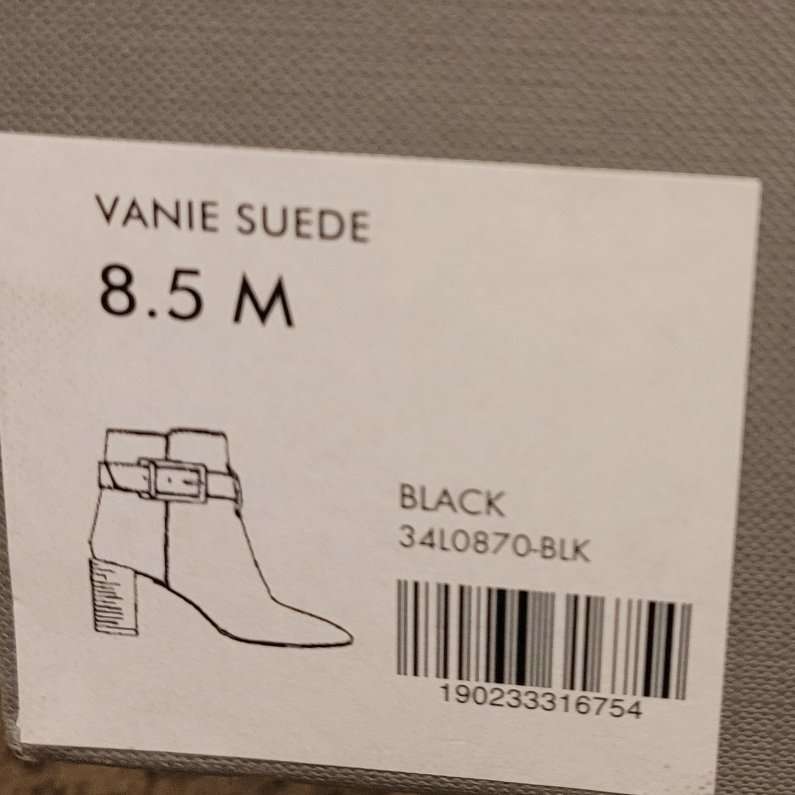 VANIE SUEDE
8.5 M
BLACK
34L0870-BLK
190233316754